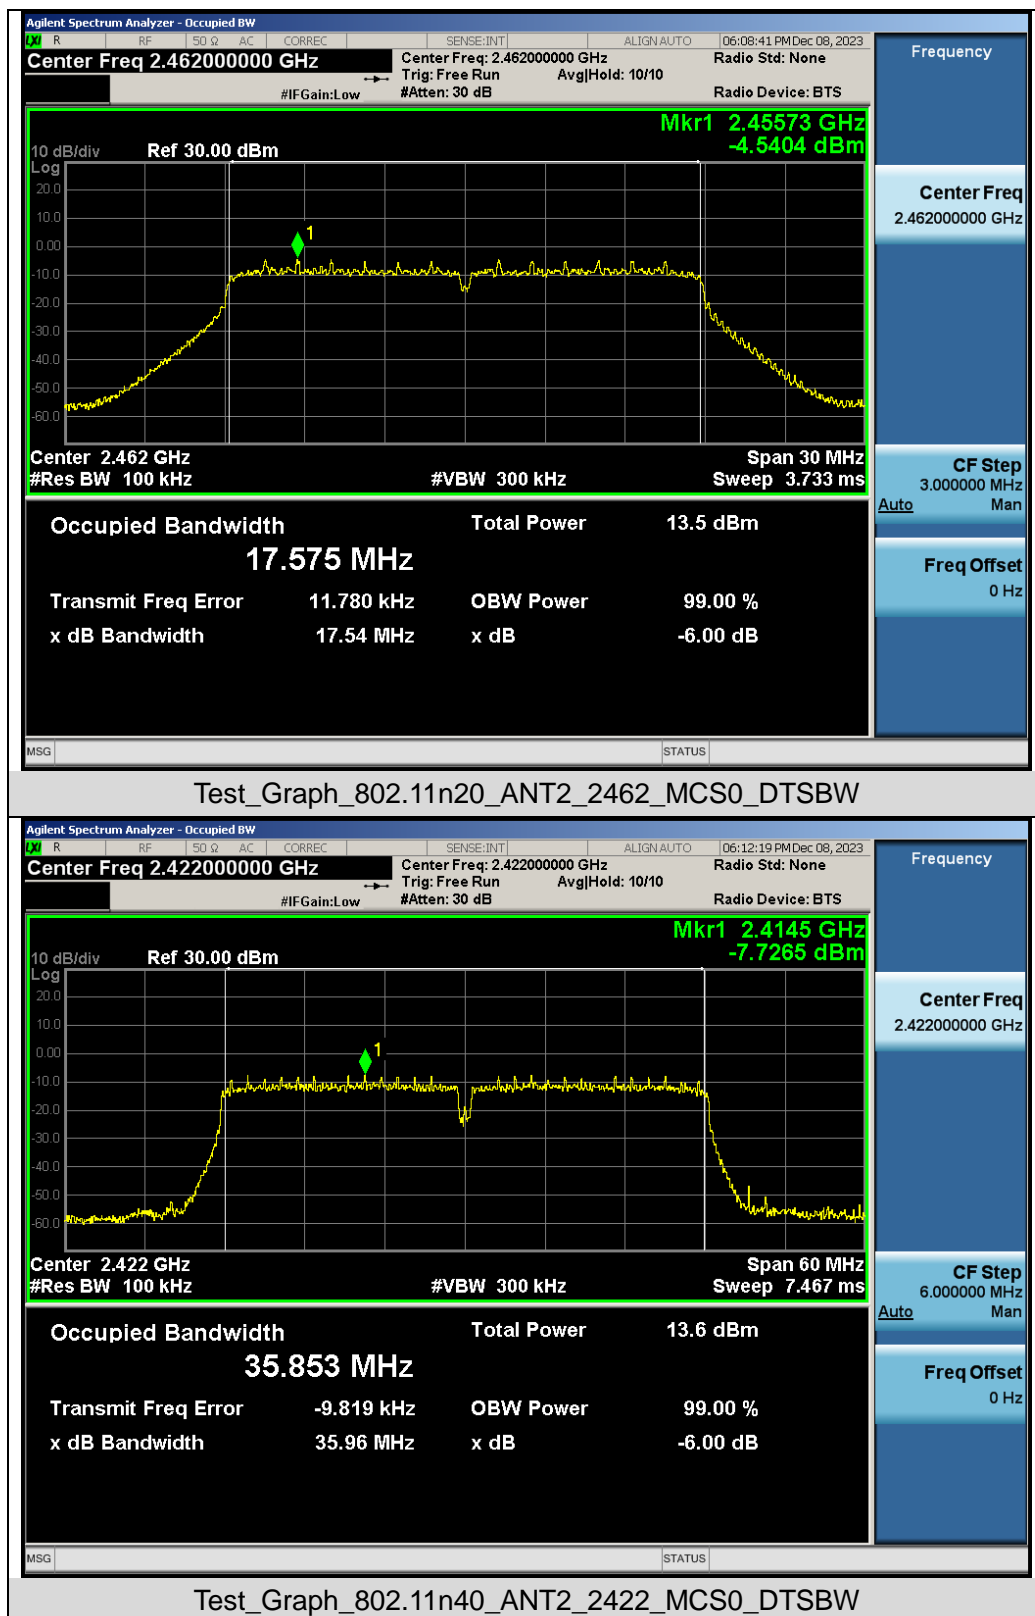 Agilent Spectrum Analyzer - Occupied BW
LXI R RF 50 Ω AC CORREC SENSE:INT ALIGN AUTO 06:08:41 PM Dec 08, 2023
Center Freq 2.462000000 GHz Center Freq: 2.462000000 GHz Radio Std: None
Trig: Free Run Avg|Hold: 10/10
#IFGain:Low #Atten: 30 dB Radio Device: BTS
Frequency
Mkr1 2.45573 GHz
-4.5404 dBm
10 dB/div Ref 30.00 dBm
Log
20.0
10.0
0.00
-10.0
-20.0
-30.0
-40.0
-50.0
-60.0
1
Center 2.462 GHz Span 30 MHz
#Res BW 100 kHz #VBW 300 kHz Sweep 3.733 ms
Occupied Bandwidth Total Power 13.5 dBm
17.575 MHz
Transmit Freq Error 11.780 kHz OBW Power 99.00 %
x dB Bandwidth 17.54 MHz x dB -6.00 dB
Center Freq
2.462000000 GHz
CF Step
3.000000 MHz
Auto Man
Freq Offset
0 Hz
MSG STATUS
Test_Graph_802.11n20_ANT2_2462_MCS0_DTSBW
Agilent Spectrum Analyzer - Occupied BW
LXI R RF 50 Ω AC CORREC SENSE:INT ALIGN AUTO 06:12:19 PM Dec 08, 2023
Center Freq 2.422000000 GHz Center Freq: 2.422000000 GHz Radio Std: None
Trig: Free Run Avg|Hold: 10/10
#IFGain:Low #Atten: 30 dB Radio Device: BTS
Frequency
Mkr1 2.4145 GHz
-7.7265 dBm
10 dB/div Ref 30.00 dBm
Log
20.0
10.0
0.00
-10.0
-20.0
-30.0
-40.0
-50.0
-60.0
1
Center 2.422 GHz Span 60 MHz
#Res BW 100 kHz #VBW 300 kHz Sweep 7.467 ms
Occupied Bandwidth Total Power 13.6 dBm
35.853 MHz
Transmit Freq Error -9.819 kHz OBW Power 99.00 %
x dB Bandwidth 35.96 MHz x dB -6.00 dB
Center Freq
2.422000000 GHz
CF Step
6.000000 MHz
Auto Man
Freq Offset
0 Hz
MSG STATUS
Test_Graph_802.11n40_ANT2_2422_MCS0_DTSBW